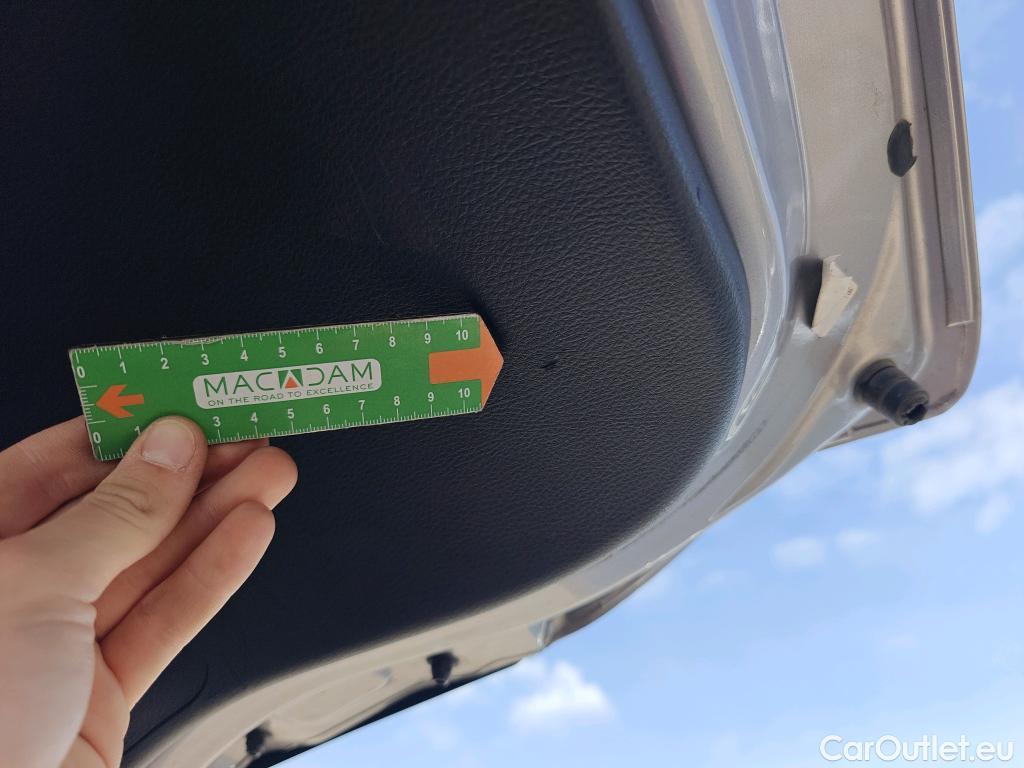 0 1 2 3 4 5 6 7 8 9 10
MACADAM
ON THE ROAD TO EXCELLENCE
0 1 3 4 5 6 7 8 9 10
CarOutlet.eu